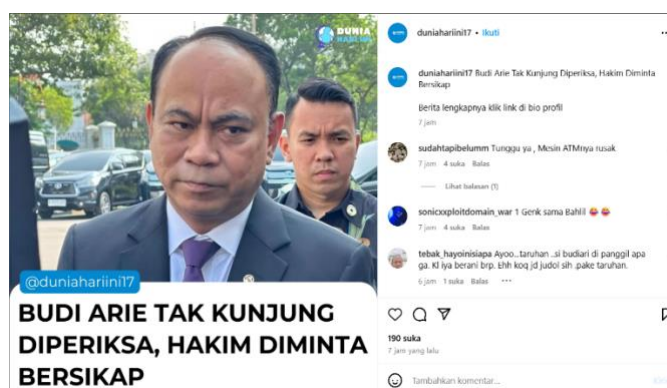 DUNIA
HARI INI
@duniahariini17
BUDI ARIE TAK KUNJUNG
DIPERIKSA, HAKIM DIMINTA
BERSIKAP
duniahariini17 • Ikuti
duniahariini17 Budi Arie Tak Kunjung Diperiksa, Hakim Diminta
Bersikap
Berita lengkapnya klik link di bio profil
7 jam
sudahtapibelumm Tunggu ya , Mesin ATMnya rusak
7 jam 4 suka Balas
Lihat balasan (1)
sonicxxploitdomain_war 1 Genk sama Bahlil 😝 😝
7 jam 4 suka Balas
tebak_hayoinisiapa Ayoo..taruhan ..si budiari di panggil apa
ga. Kl iya berani brp. Ehh koq jd judol sih ,pake taruhan.
6 jam 1 suka Balas •••
190 suka
7 jam yang lalu
Tambahkan komentar...